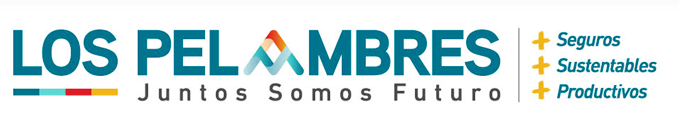 LOS PELAMBRES
Juntos Somos Futuro
+ Seguros
+ Sustentables
+ Productivos